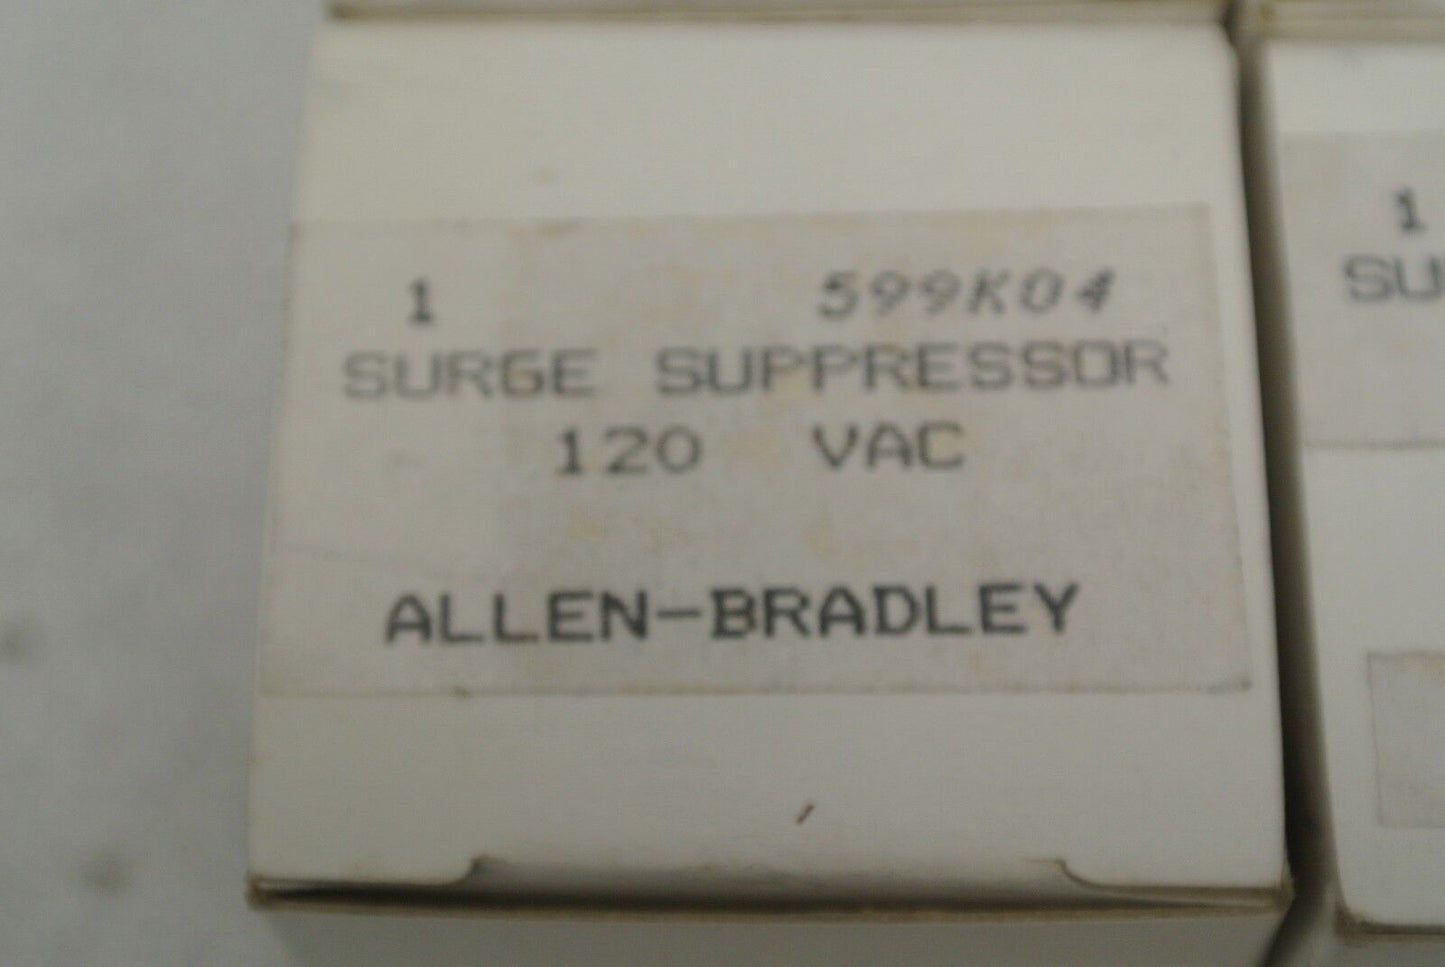 1 599K04
SURGE SUPPRESSOR
120 VAC
ALLEN-BRADLEY
1
SU